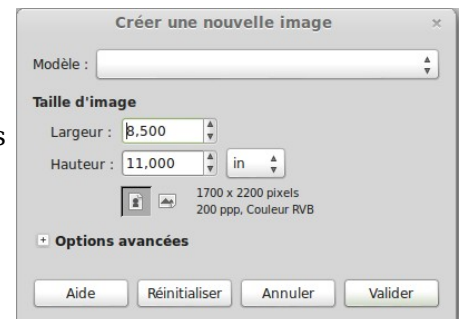 Créer une nouvelle image ×
Modèle :
Taille d'image
s
Largeur : 8,500
Hauteur : 11,000 in
1700 x 2200 pixels
200 ppp, Couleur RVB
+ Options avancées
Aide Réinitialiser Annuler Valider